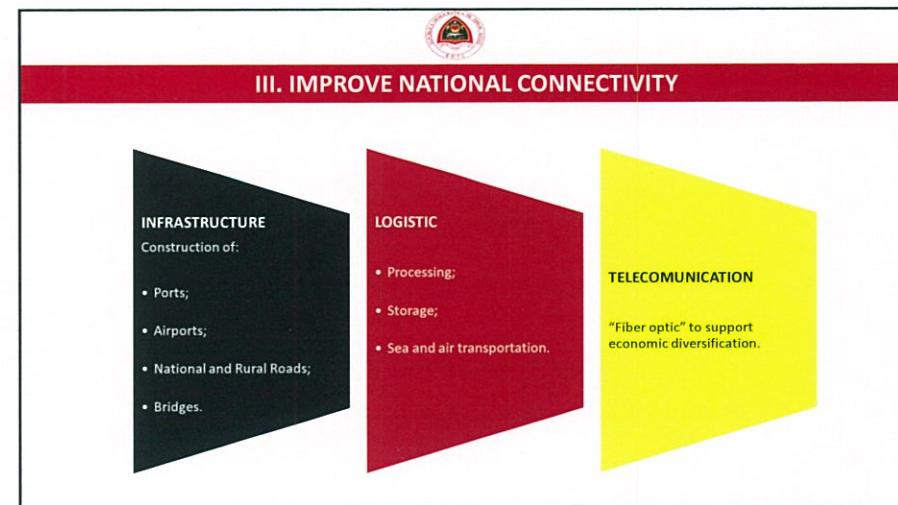 III. IMPROVE NATIONAL CONNECTIVITY
INFRASTRUCTURE
Construction of:
• Ports;
• Airports;
• National and Rural Roads;
• Bridges.
LOGISTIC
• Processing;
• Storage;
• Sea and air transportation.
TELECOMUNICATION
“Fiber optic” to support
economic diversification.